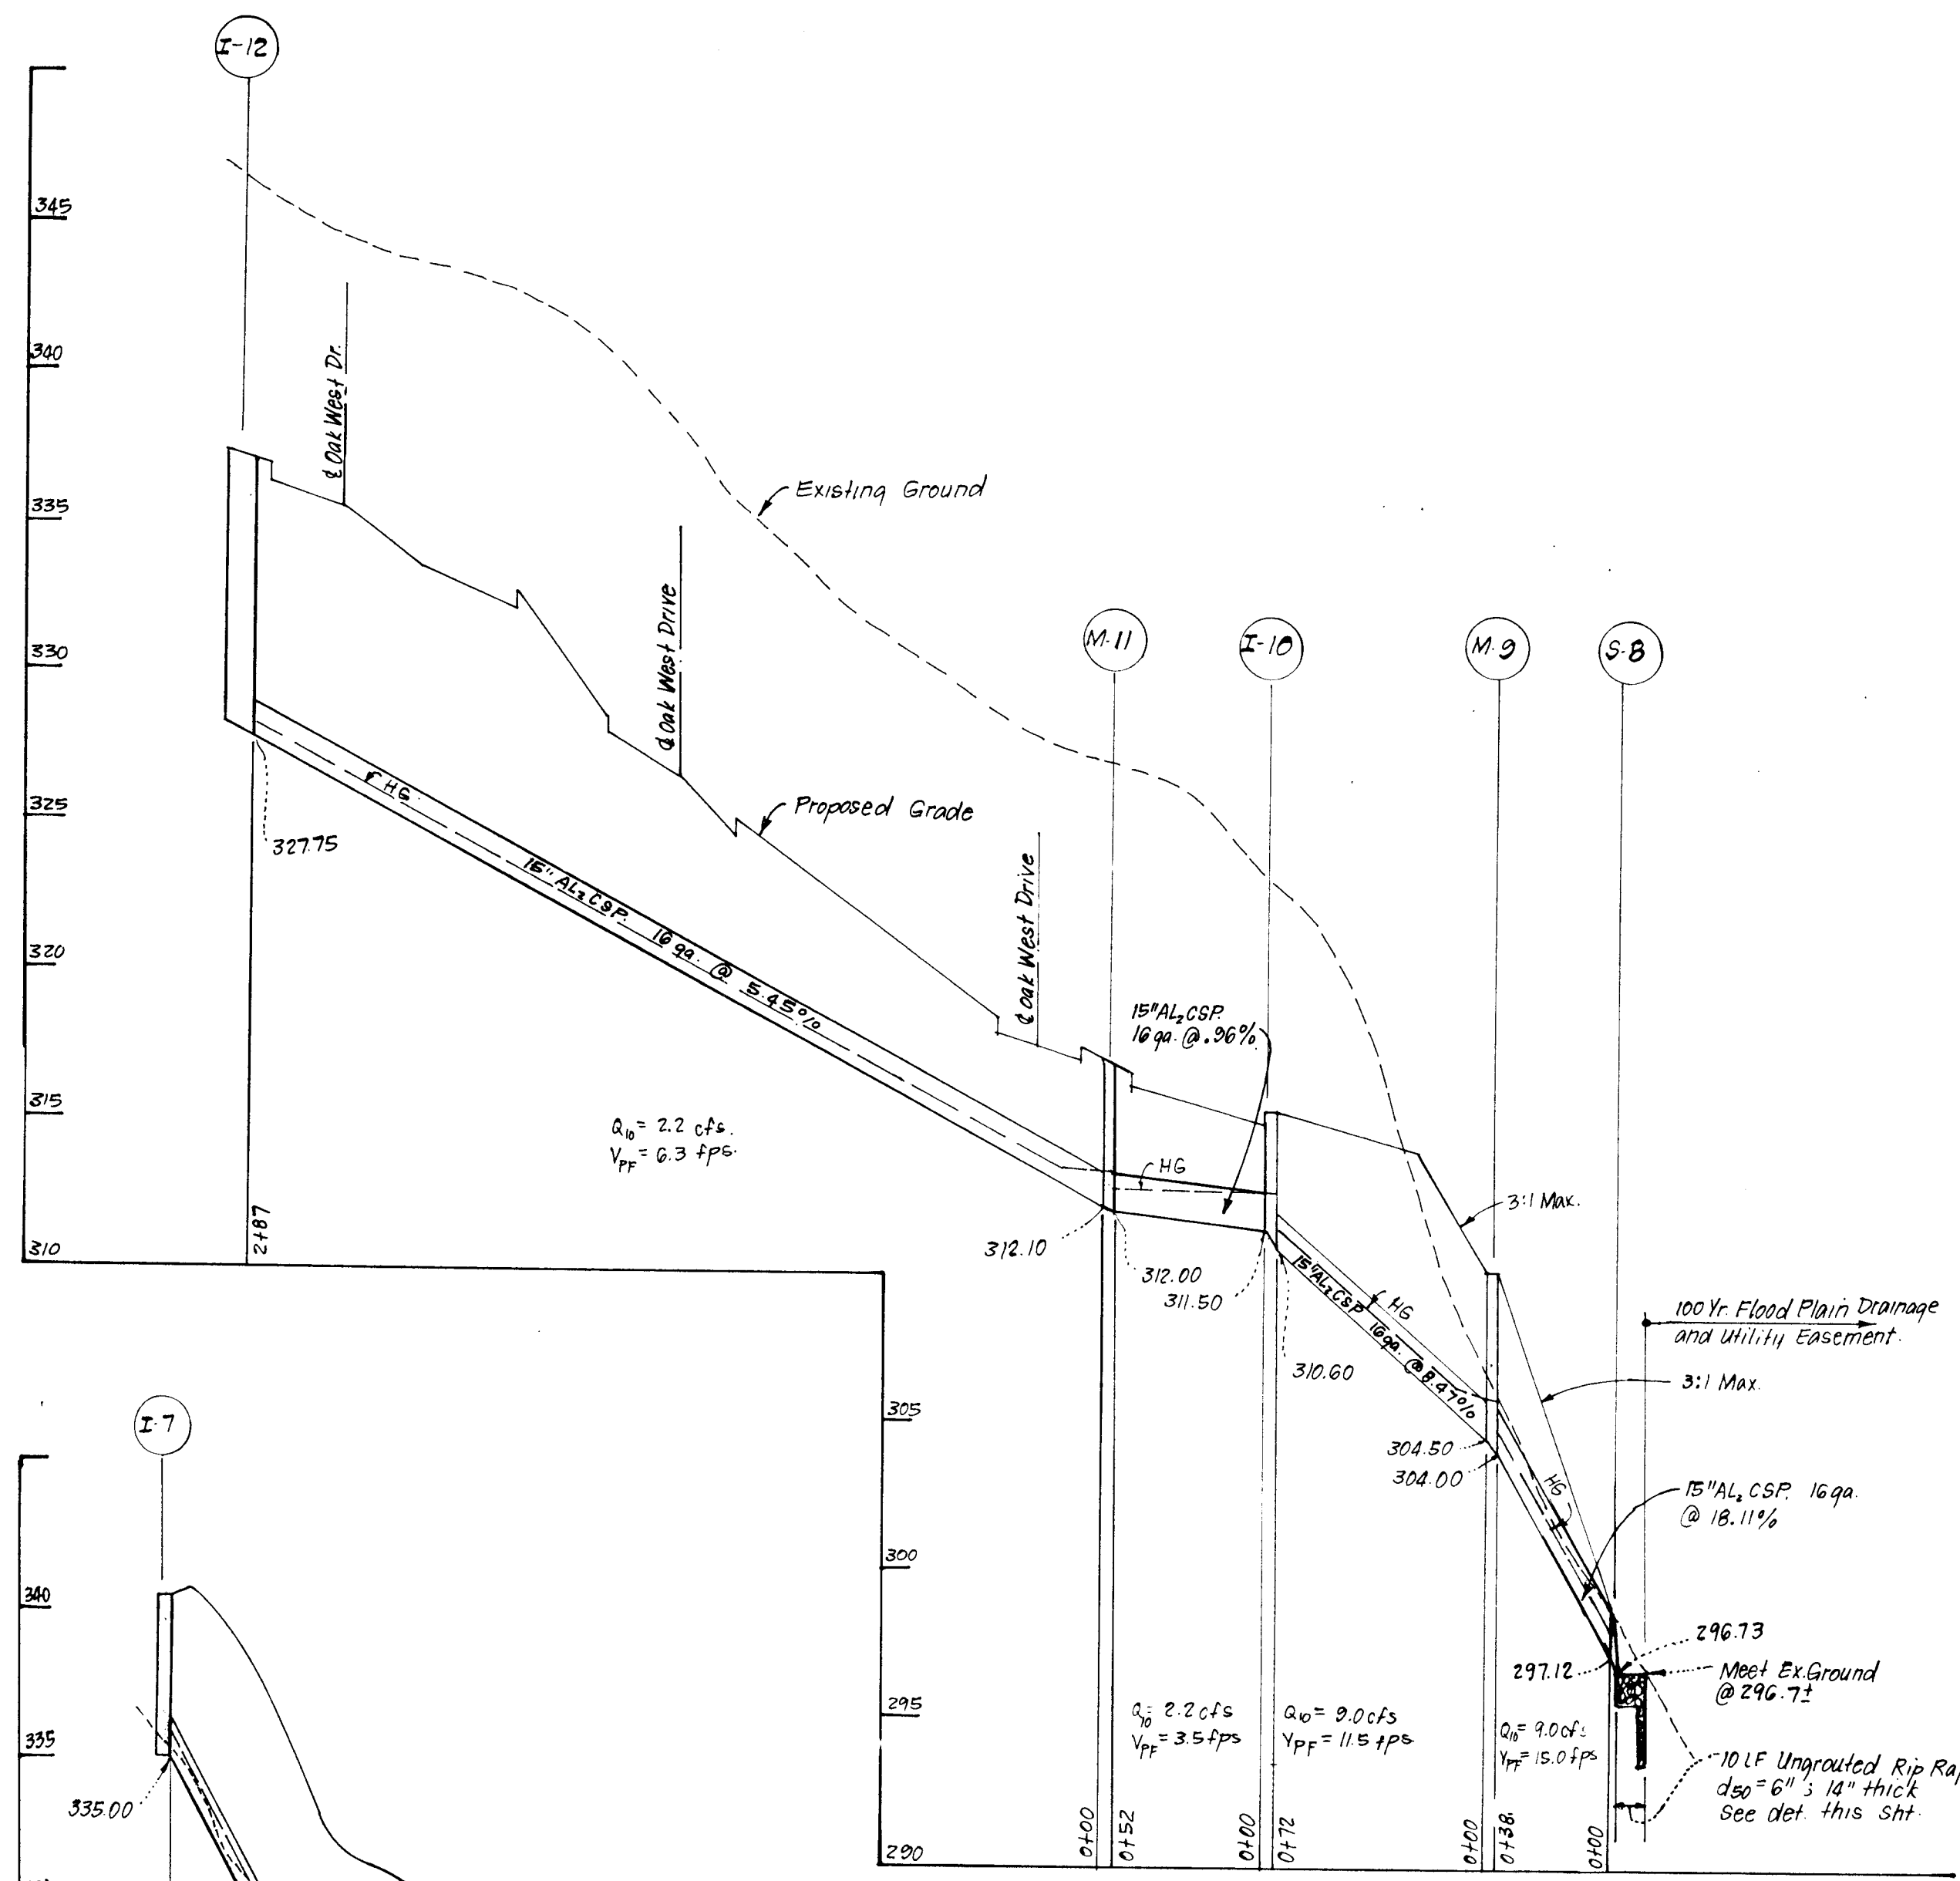 I-12
345
340
335
330
325
320
315
310
℄ Oak West Dr.
Existing Ground
℄ Oak West Drive
M-11
I-10
M-9
S-8
Proposed Grade
HG
327.75
15" AL₂ CSP. 16 ga. @ 5.45%
℄ Oak West Drive
15" AL₂ CSP.
16 ga. @ .96%
Q₁₀ = 2.2 cfs.
V_PF = 6.3 fps.
2+87
HG
312.10
312.00
311.50
3:1 Max.
15" AL₂ CSP 16 ga. @ 8.47%
HG
310.60
100 Yr. Flood Plain Drainage
and Utility Easement.
3:1 Max.
305
300
295
290
304.50
304.00
HG
15" AL₂ CSP. 16 ga.
@ 18.11%
296.73
297.12
Meet Ex. Ground
@ 296.7±
Q₁₀ = 2.2 cfs
V_PF = 3.5 fps
Q₁₀ = 9.0 cfs
V_PF = 11.5 fps
Q₁₀ = 9.0 cfs
V_PF = 15.0 fps
10 LF Ungrouted Rip Ra
d50 = 6" ; 14" thick
See det. this sht.
0+00
0+52
0+00
0+72
0+00
0+38
0+00
I-7
340
335
335.00